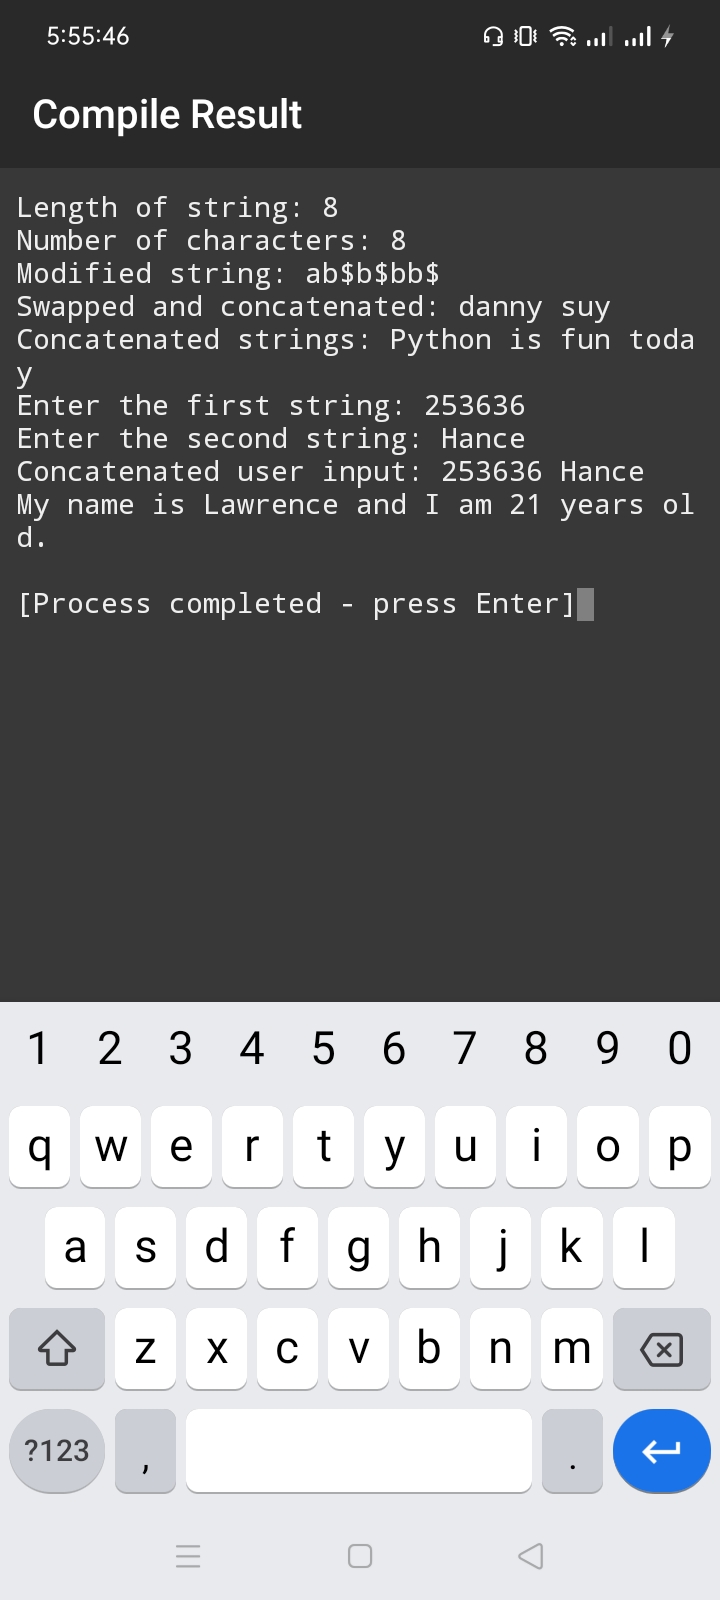 5:55:46
Compile Result
Length of string: 8
Number of characters: 8
Modified string: ab$b$bb$
Swapped and concatenated: danny suy
Concatenated strings: Python is fun toda
y
Enter the first string: 253636
Enter the second string: Hance
Concatenated user input: 253636 Hance
My name is Lawrence and I am 21 years ol
d.
[Process completed - press Enter]
1 2 3 4 5 6 7 8 9 0
q w e r t y u i o p
a s d f g h j k l
z x c v b n m
?123 , .